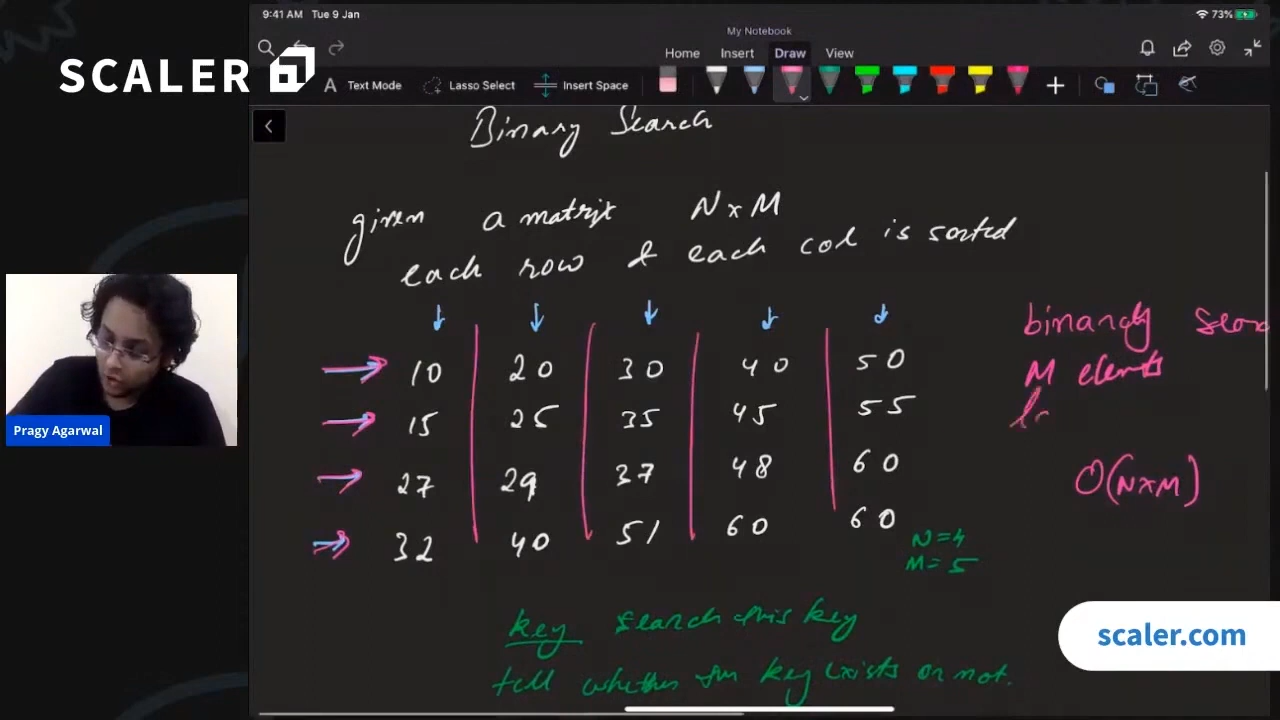 9:41 AM Tue 9 Jan
73%
My Notebook
Home Insert Draw View
SCALER
Text Mode Lasso Select Insert Space
Binary Search
given a matrix N x M
each row & each col is sorted
10 20 30 40 50
15 25 35 45 55
27 29 37 48 60
32 40 51 60 60
binary
M elements
O(N×M)
N=4
M=5
Pragy Agarwal
key search this key
tell whether key exists or not.
scaler.com